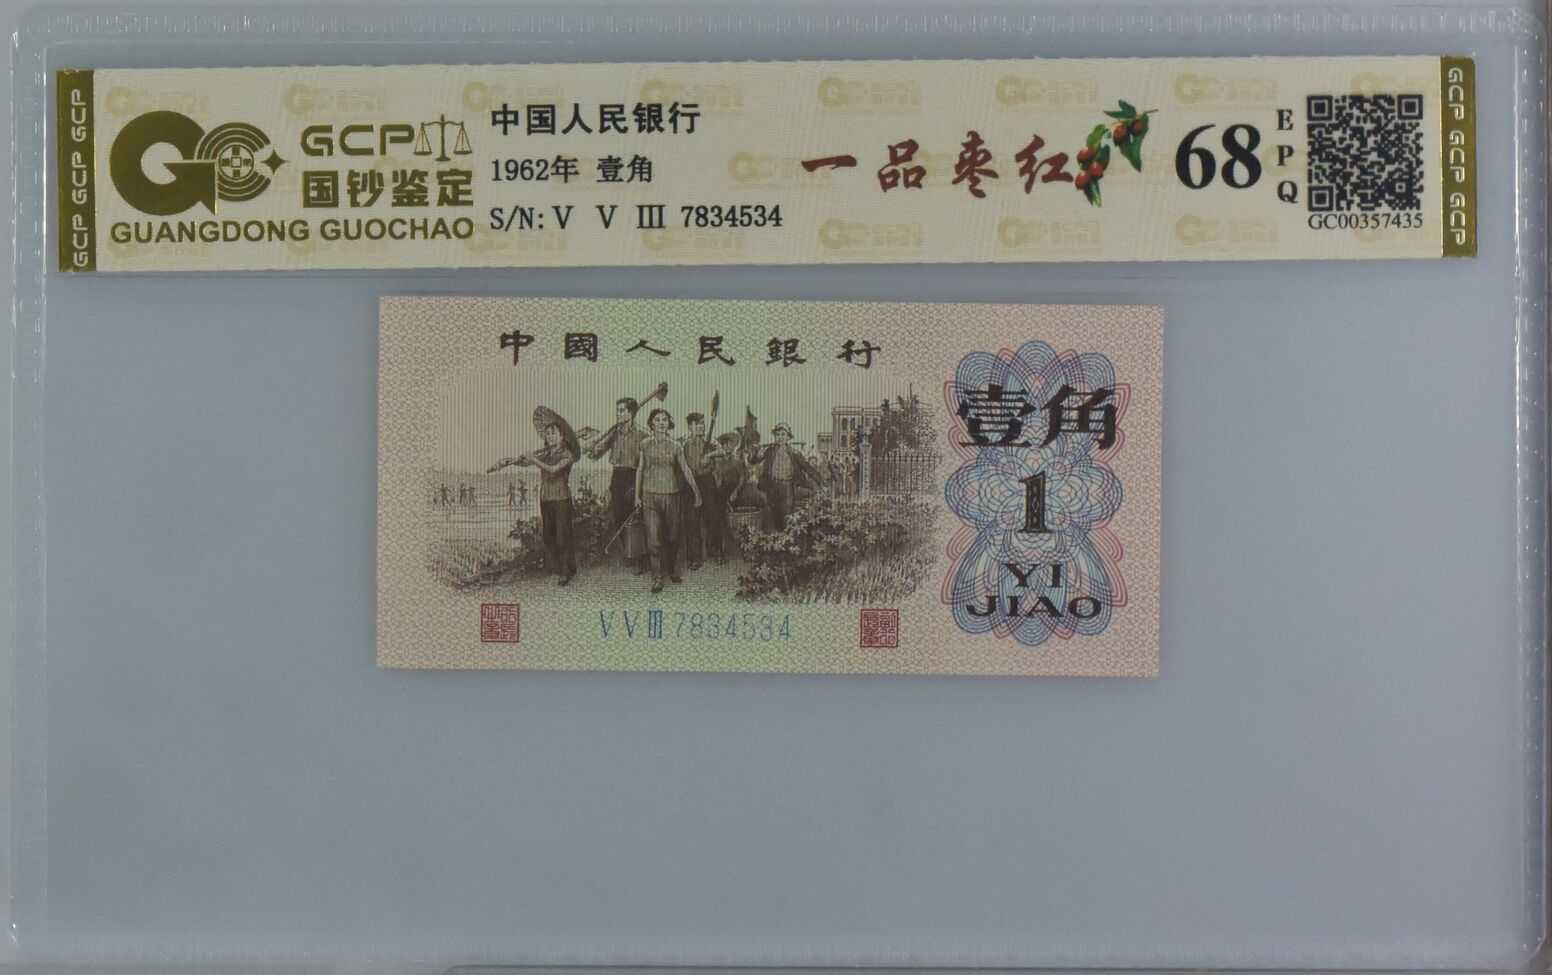 GCP GCP GCP
GCP
国钞鉴定
GUANGDONG GUOCHAO
中国人民银行
1962年 壹角
S/N: V V III 7834534
一品枣红
68
EPQ
GC00357435
GCP GCP GCP
中國人民銀行
壹角
1
YI
JIAO
V V III 7834534